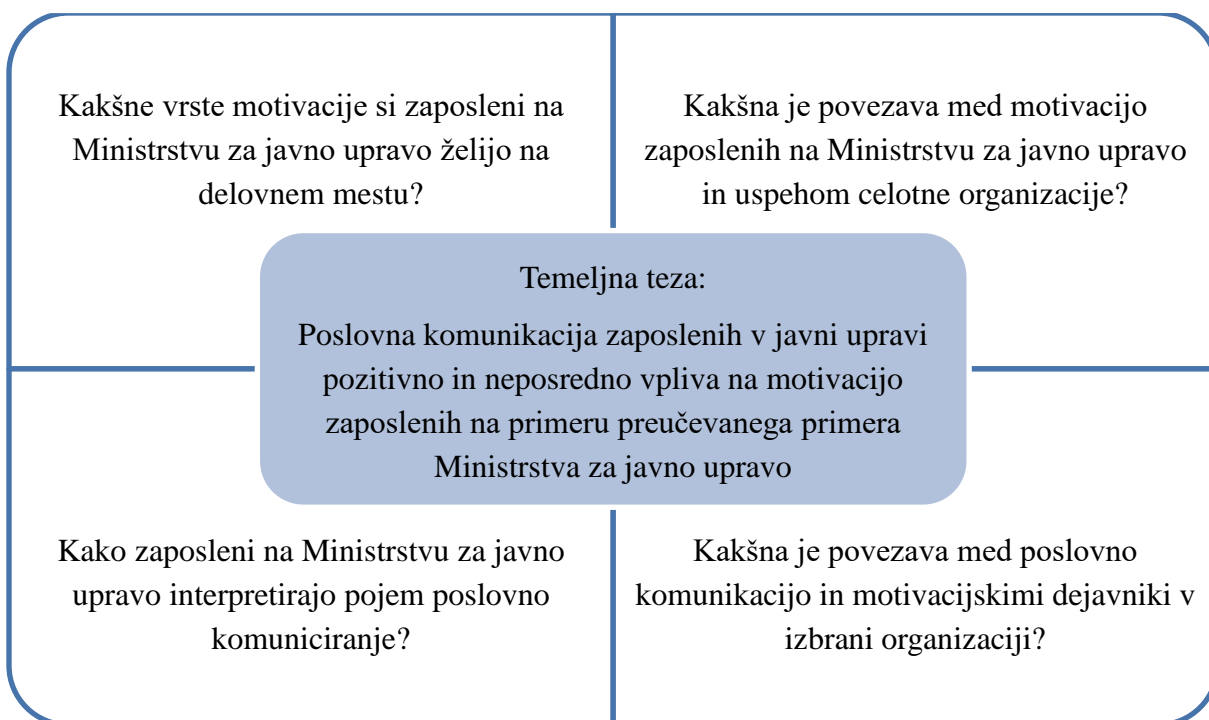 Kakšne vrste motivacije si zaposleni na
Ministrstvu za javno upravo želijo na
delovnem mestu?
Kakšna je povezava med motivacijo
zaposlenih na Ministrstvu za javno upravo
in uspehom celotne organizacije?
Temeljna teza:
Poslovna komunikacija zaposlenih v javni upravi
pozitivno in neposredno vpliva na motivacijo
zaposlenih na primeru preučevanega primera
Ministrstva za javno upravo
Kako zaposleni na Ministrstvu za javno
upravo interpretirajo pojem poslovno
komuniciranje?
Kakšna je povezava med poslovno
komunikacijo in motivacijskimi dejavniki v
izbrani organizaciji?